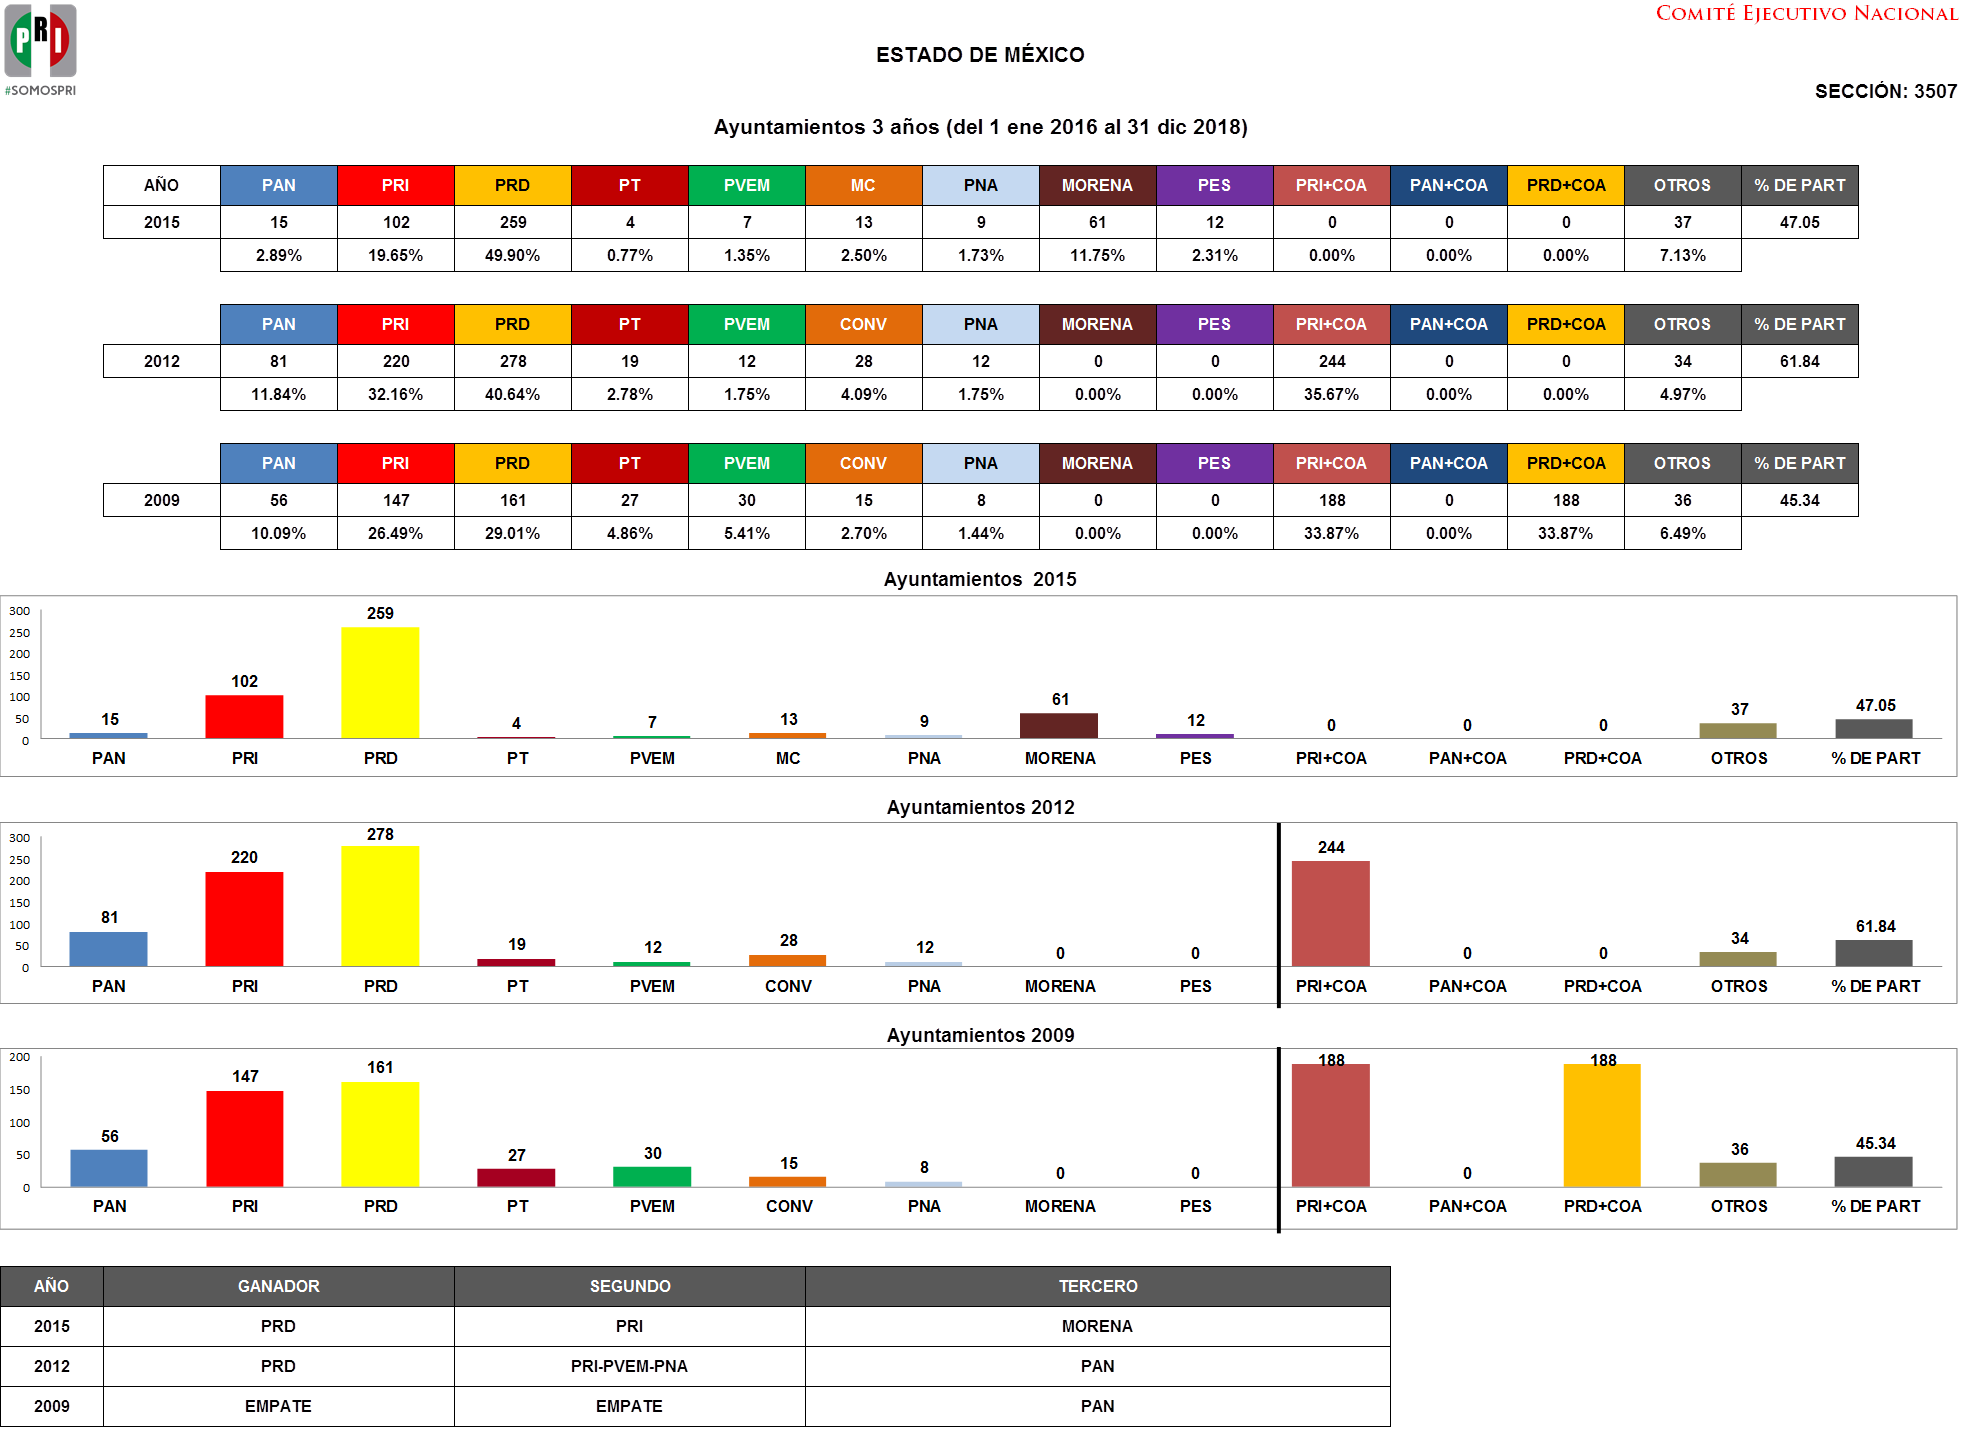 PRI
#SOMOSPRI
COMITÉ EJECUTIVO NACIONAL
ESTADO DE MÉXICO
SECCIÓN: 3507
Ayuntamientos 3 años (del 1 ene 2016 al 31 dic 2018)
AÑO PAN PRI PRD PT PVEM MC PNA MORENA PES PRI+COA PAN+COA PRD+COA OTROS % DE PART
2015 15 102 259 4 7 13 9 61 12 0 0 0 37 47.05
2.89% 19.65% 49.90% 0.77% 1.35% 2.50% 1.73% 11.75% 2.31% 0.00% 0.00% 0.00% 7.13%
PAN PRI PRD PT PVEM CONV PNA MORENA PES PRI+COA PAN+COA PRD+COA OTROS % DE PART
2012 81 220 278 19 12 28 12 0 0 244 0 0 34 61.84
11.84% 32.16% 40.64% 2.78% 1.75% 4.09% 1.75% 0.00% 0.00% 35.67% 0.00% 0.00% 4.97%
PAN PRI PRD PT PVEM CONV PNA MORENA PES PRI+COA PAN+COA PRD+COA OTROS % DE PART
2009 56 147 161 27 30 15 8 0 0 188 0 188 36 45.34
10.09% 26.49% 29.01% 4.86% 5.41% 2.70% 1.44% 0.00% 0.00% 33.87% 0.00% 33.87% 6.49%
Ayuntamientos 2015
300
250
200
150
100
50
0
15 102 259 4 7 13 9 61 12 0 0 0 37 47.05
PAN PRI PRD PT PVEM MC PNA MORENA PES PRI+COA PAN+COA PRD+COA OTROS % DE PART
Ayuntamientos 2012
300
250
200
150
100
50
0
81 220 278 19 12 28 12 0 0 244 0 0 34 61.84
PAN PRI PRD PT PVEM CONV PNA MORENA PES PRI+COA PAN+COA PRD+COA OTROS % DE PART
Ayuntamientos 2009
200
150
100
50
0
56 147 161 27 30 15 8 0 0 188 0 188 36 45.34
PAN PRI PRD PT PVEM CONV PNA MORENA PES PRI+COA PAN+COA PRD+COA OTROS % DE PART
AÑO GANADOR SEGUNDO TERCERO
2015 PRD PRI MORENA
2012 PRD PRI-PVEM-PNA PAN
2009 EMPATE EMPATE PAN